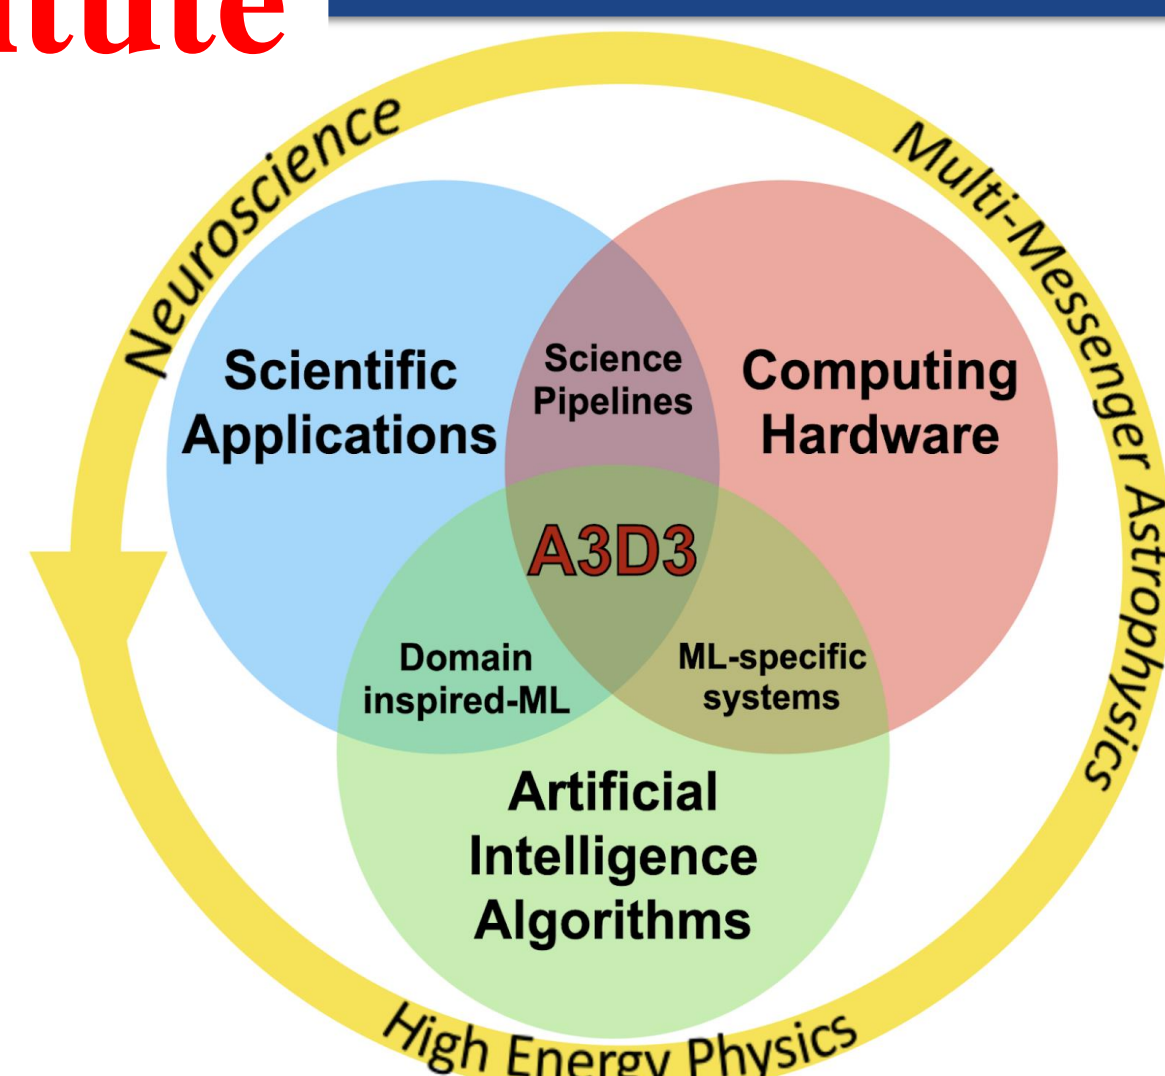 Neuroscience
Multi-Messenger Astrophysics
Scientific
Applications
Science
Pipelines
Computing
Hardware
A3D3
Domain
inspired-ML
ML-specific
systems
Artificial
Intelligence
Algorithms
High Energy Physics